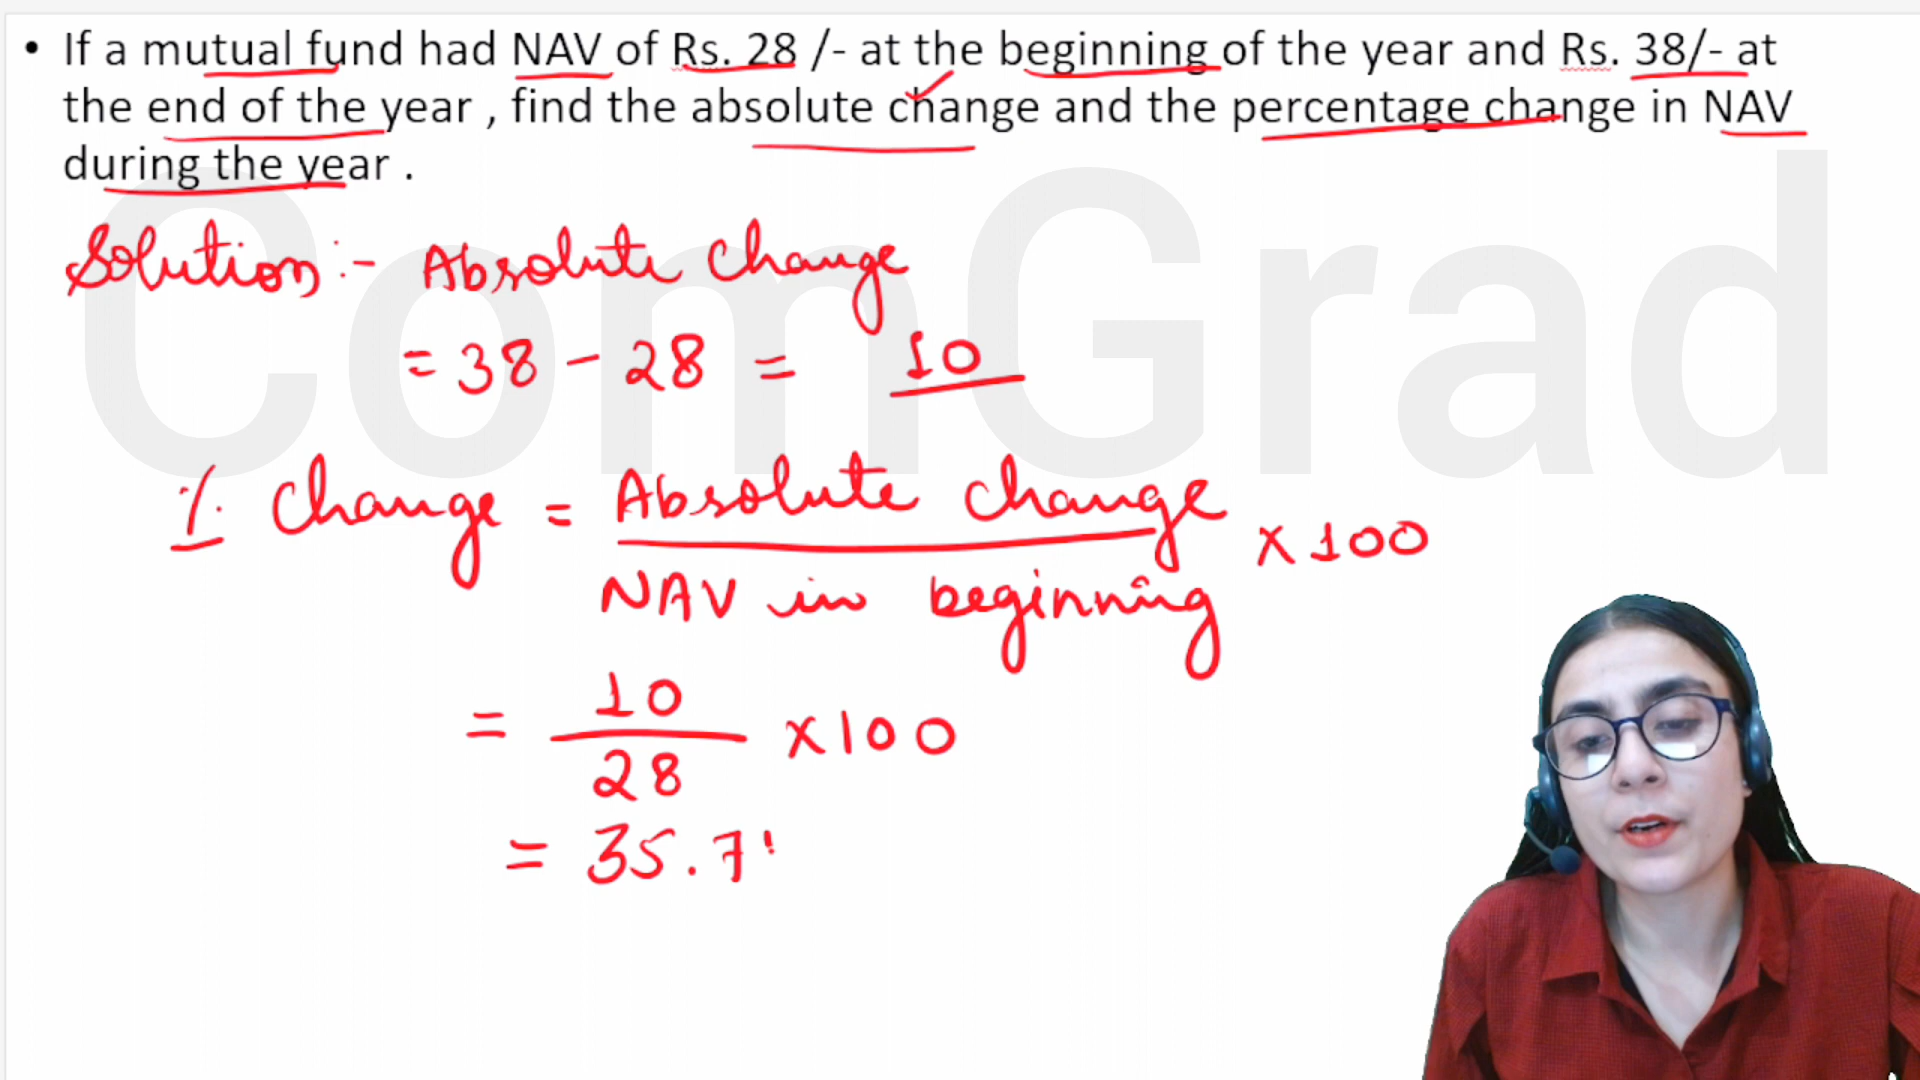 • If a mutual fund had NAV of Rs. 28 /- at the beginning of the year and Rs. 38/- at
the end of the year , find the absolute change and the percentage change in NAV
during the year .
ComGrad
Solution:- Absolute change
= 38 - 28 = 10
% change = Absolute change
NAV in beginning
x 100
= 10
28
x100
= 35.7